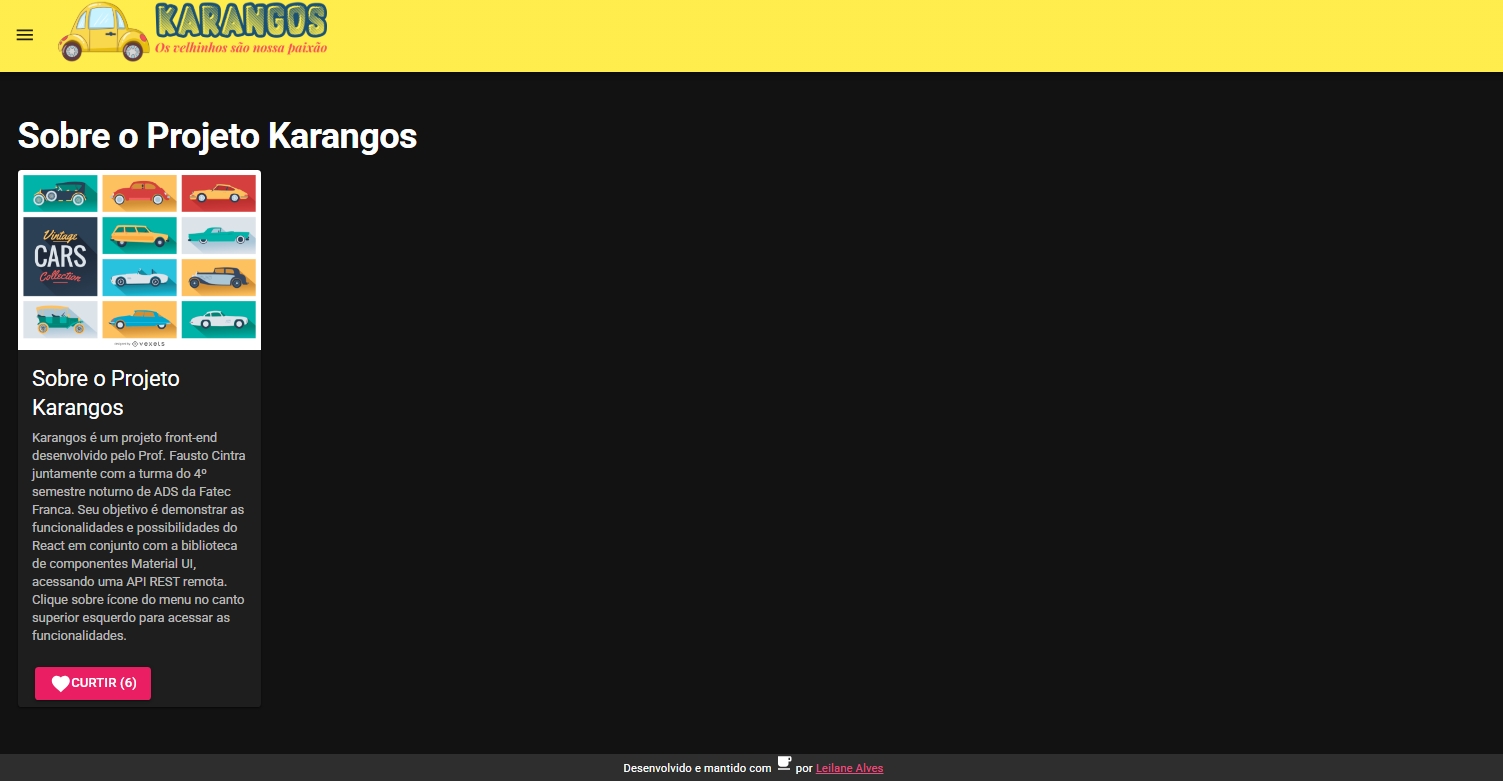 KARANGOS
Os velhinhos são nossa paixão
Sobre o Projeto Karangos
Vintage
CARS
Collection
vexels
Sobre o Projeto
Karangos
Karangos é um projeto front-end
desenvolvido pelo Prof. Fausto Cintra
juntamente com a turma do 4º
semestre noturno de ADS da Fatec
Franca. Seu objetivo é demonstrar as
funcionalidades e possibilidades do
React em conjunto com a biblioteca
de componentes Material UI,
acessando uma API REST remota.
Clique sobre ícone do menu no canto
superior esquerdo para acessar as
funcionalidades.
CURTIR (6)
Desenvolvido e mantido com por Leilane Alves